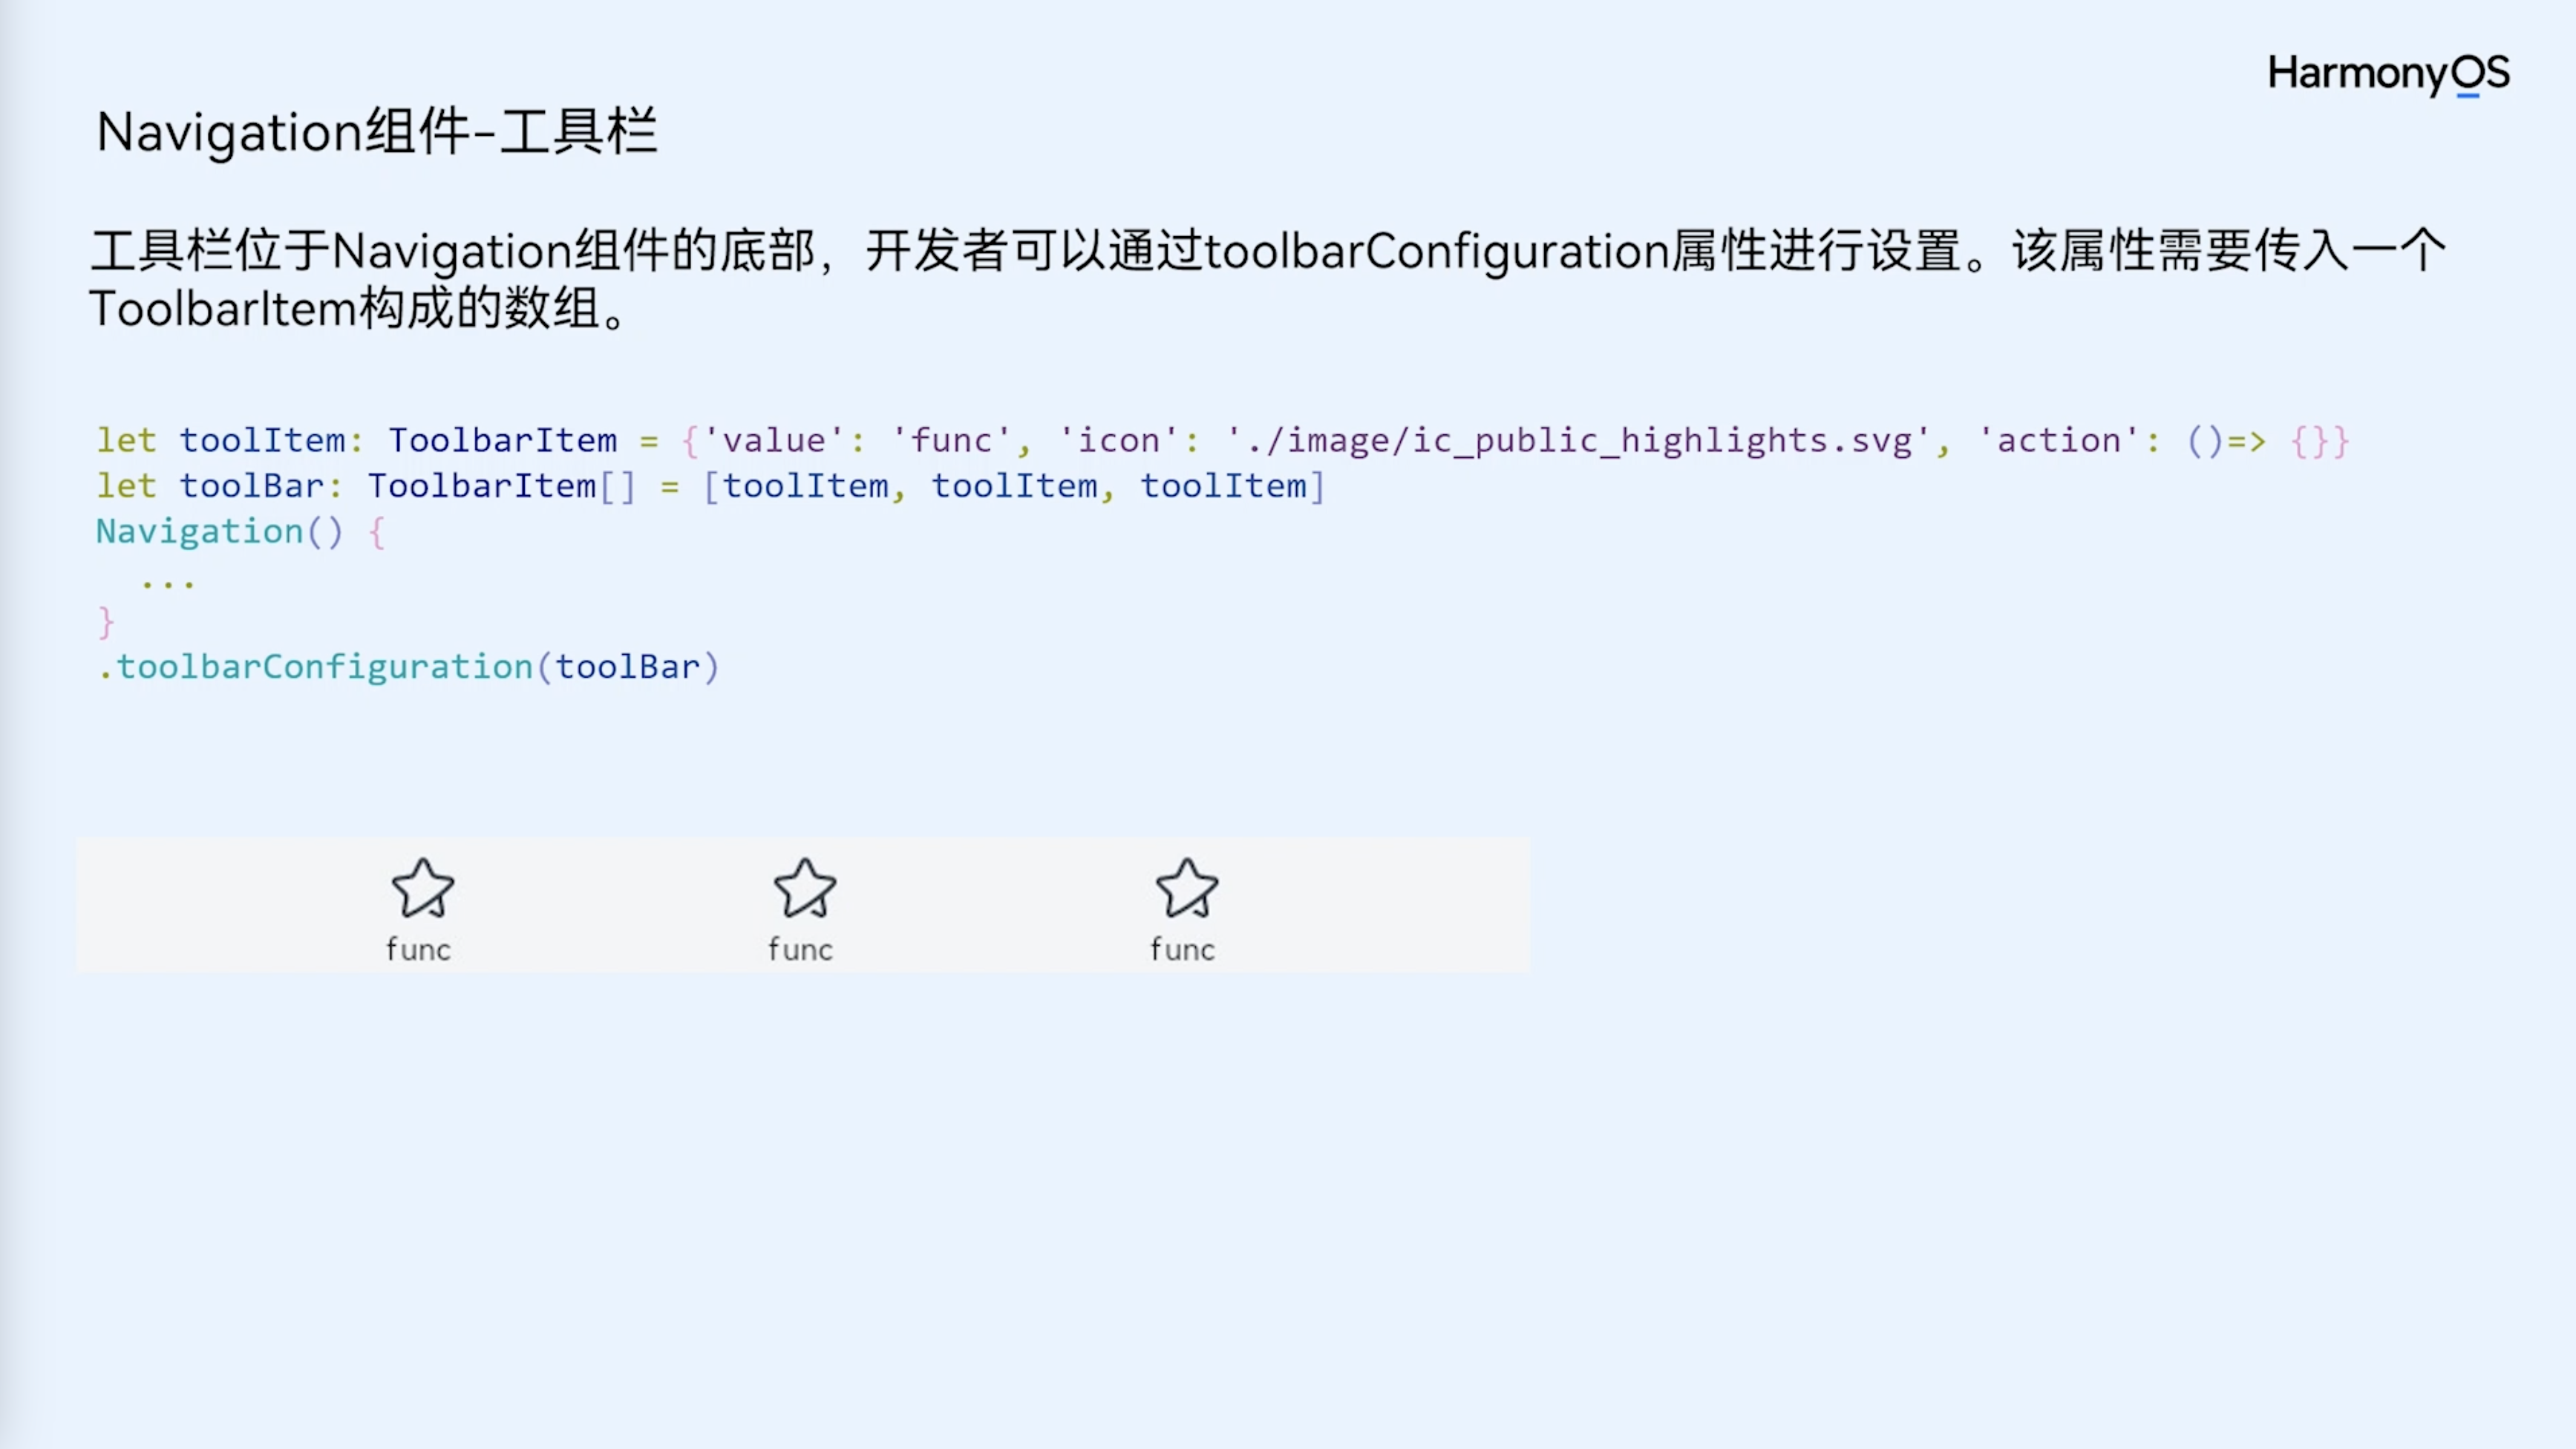 HarmonyOS
Navigation组件-工具栏
工具栏位于Navigation组件的底部，开发者可以通过toolbarConfiguration属性进行设置。该属性需要传入一个
ToolbarItem构成的数组。
let toolItem: ToolbarItem = {'value': 'func', 'icon': './image/ic_public_highlights.svg', 'action': ()=> {}}
let toolBar: ToolbarItem[] = [toolItem, toolItem, toolItem]
Navigation() {
  ...
}
.toolbarConfiguration(toolBar)
func func func